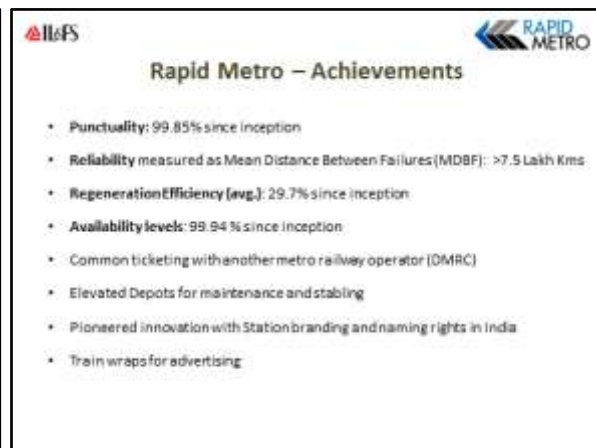 IL&FS
RAPID
METRO
Rapid Metro – Achievements
• Punctuality: 99.85% since inception
• Reliability measured as Mean Distance Between Failures (MDBF): >7.5 Lakh Kms
• Regeneration Efficiency (avg.): 29.7% since inception
• Availability levels: 99.94 % since inception
• Common ticketing with another metro railway operator (DMRC)
• Elevated Depots for maintenance and stabling
• Pioneered innovation with Station branding and naming rights in India
• Train wraps for advertising